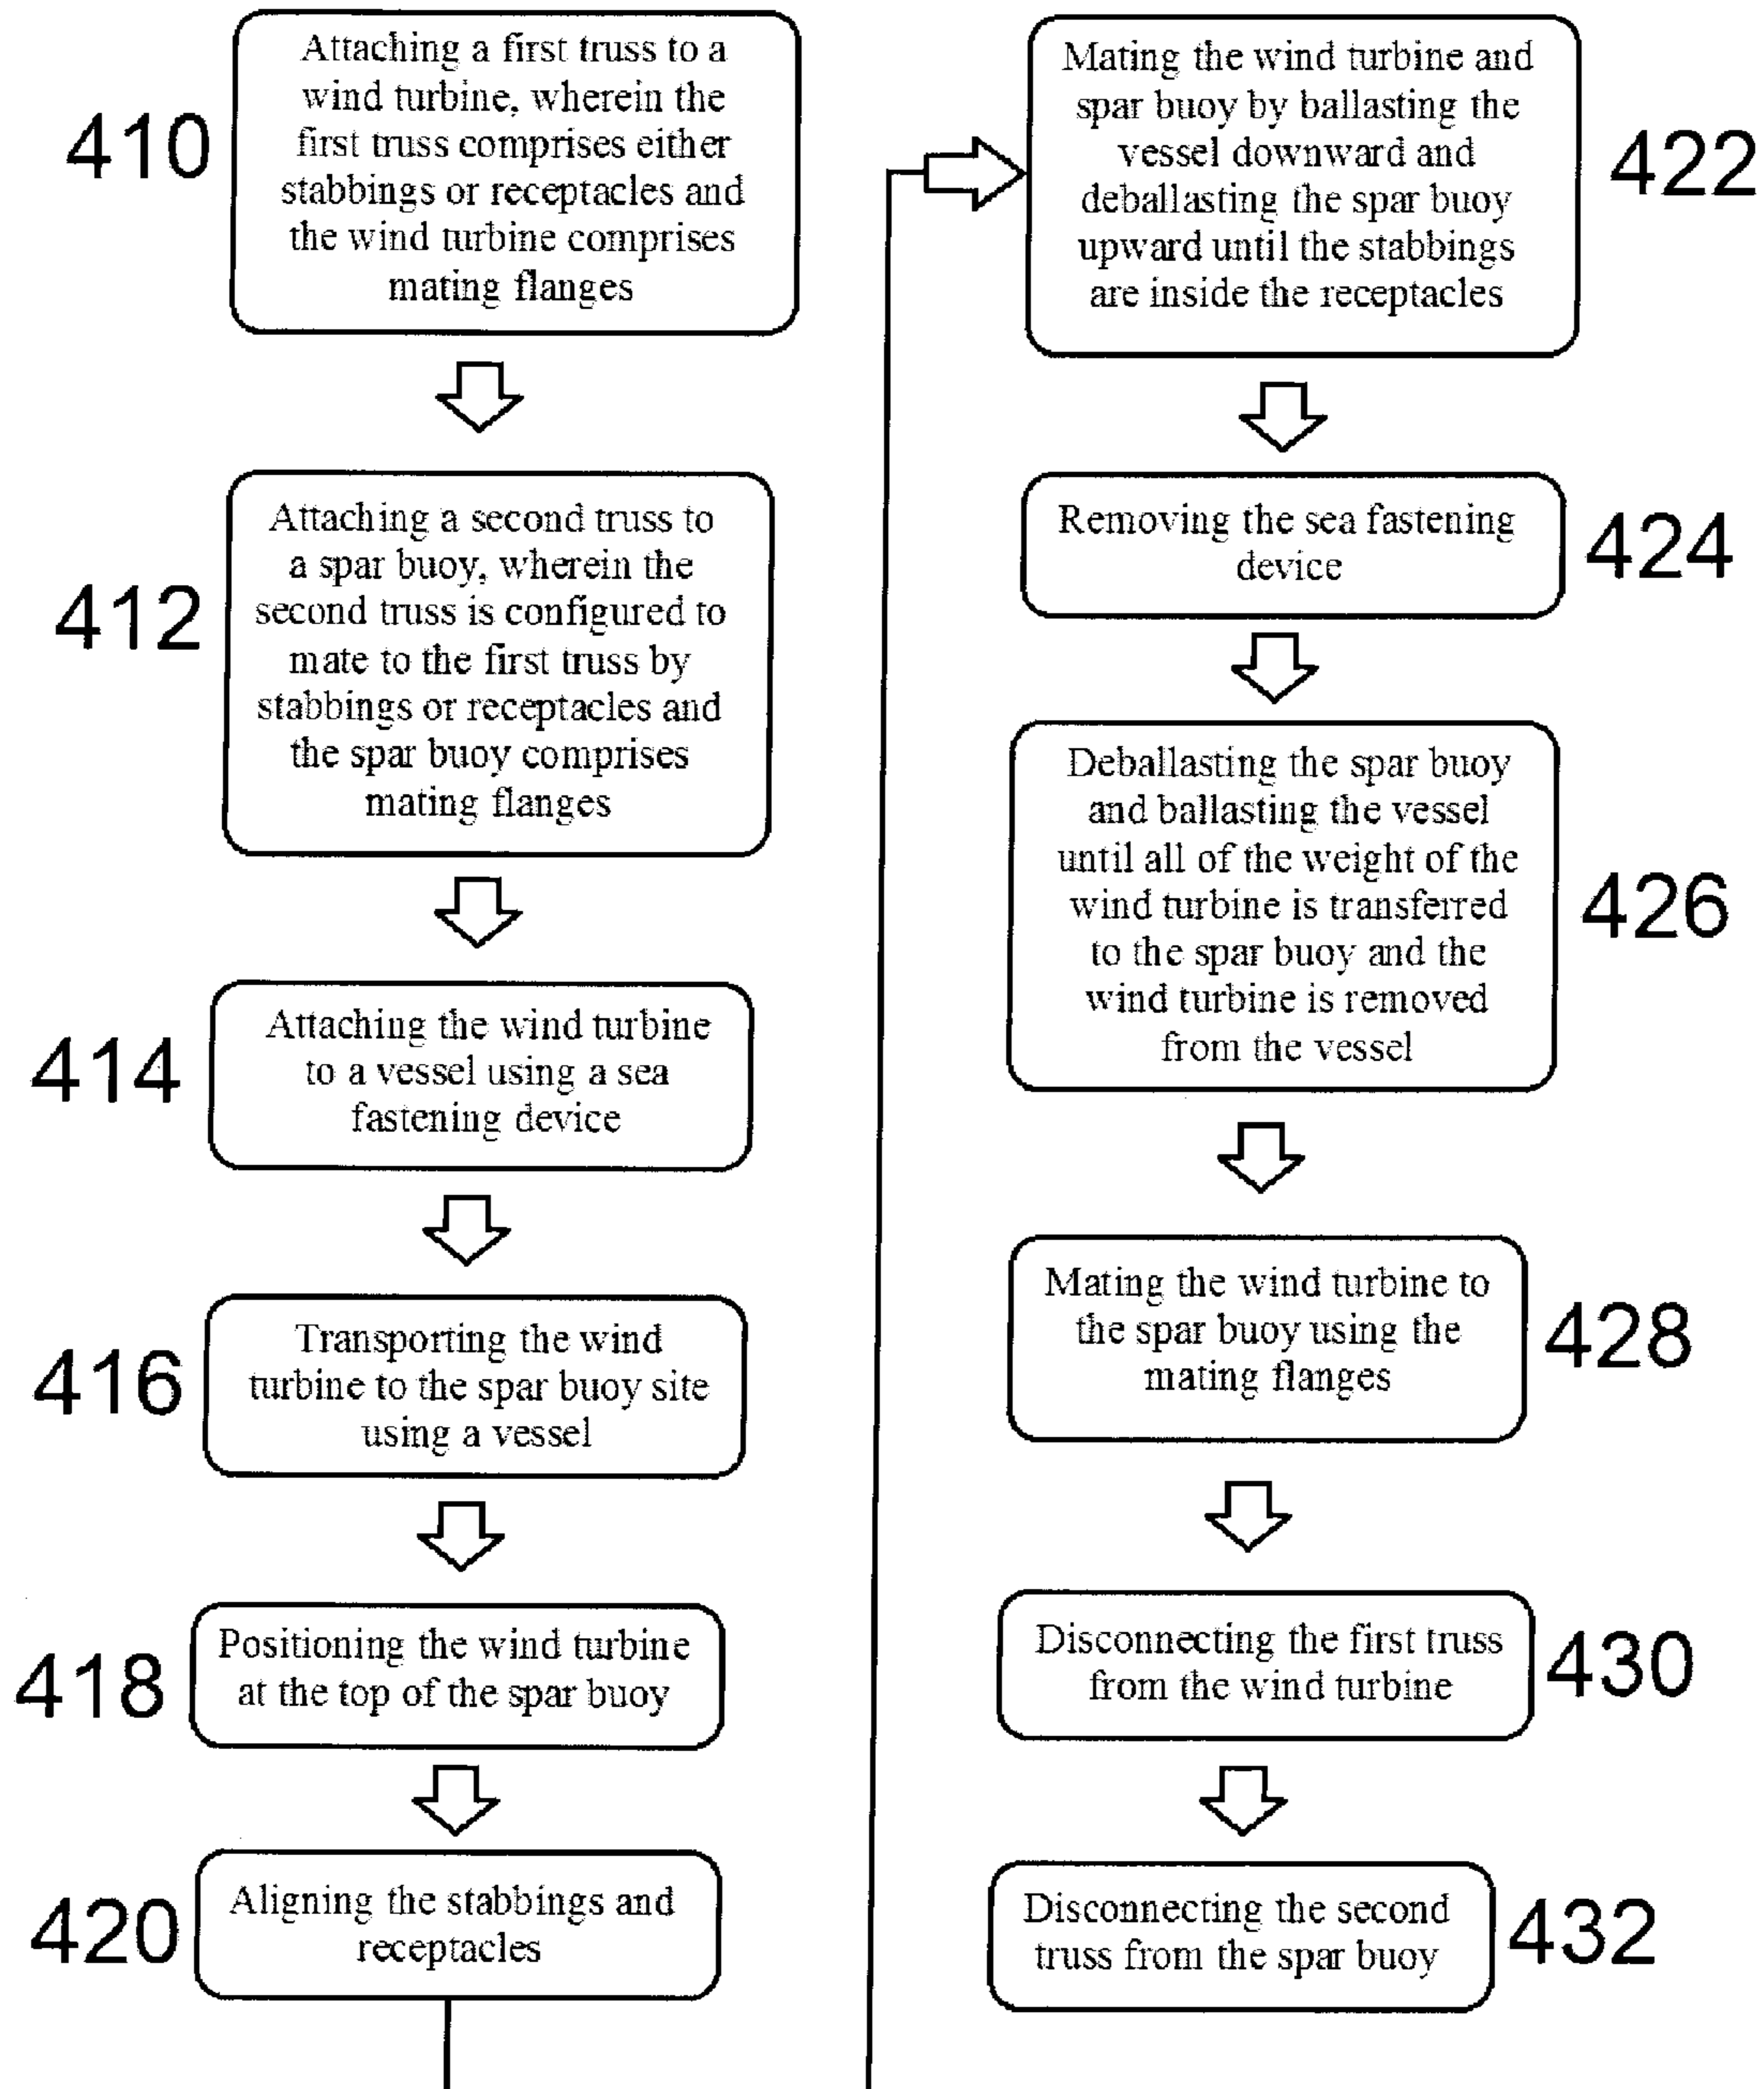 410
Attaching a first truss to a
wind turbine, wherein the
first truss comprises either
stabbings or receptacles and
the wind turbine comprises
mating flanges
412
Attaching a second truss to
a spar buoy, wherein the
second truss is configured to
mate to the first truss by
stabbings or receptacles and
the spar buoy comprises
mating flanges
414
Attaching the wind turbine
to a vessel using a sea
fastening device
416
Transporting the wind
turbine to the spar buoy site
using a vessel
418
Positioning the wind turbine
at the top of the spar buoy
420
Aligning the stabbings and
receptacles
Mating the wind turbine and
spar buoy by ballasting the
vessel downward and
deballasting the spar buoy
upward until the stabbings
are inside the receptacles
422
Removing the sea fastening
device
424
Deballasting the spar buoy
and ballasting the vessel
until all of the weight of the
wind turbine is transferred
to the spar buoy and the
wind turbine is removed
from the vessel
426
Mating the wind turbine to
the spar buoy using the
mating flanges
428
Disconnecting the first truss
from the wind turbine
430
Disconnecting the second
truss from the spar buoy
432